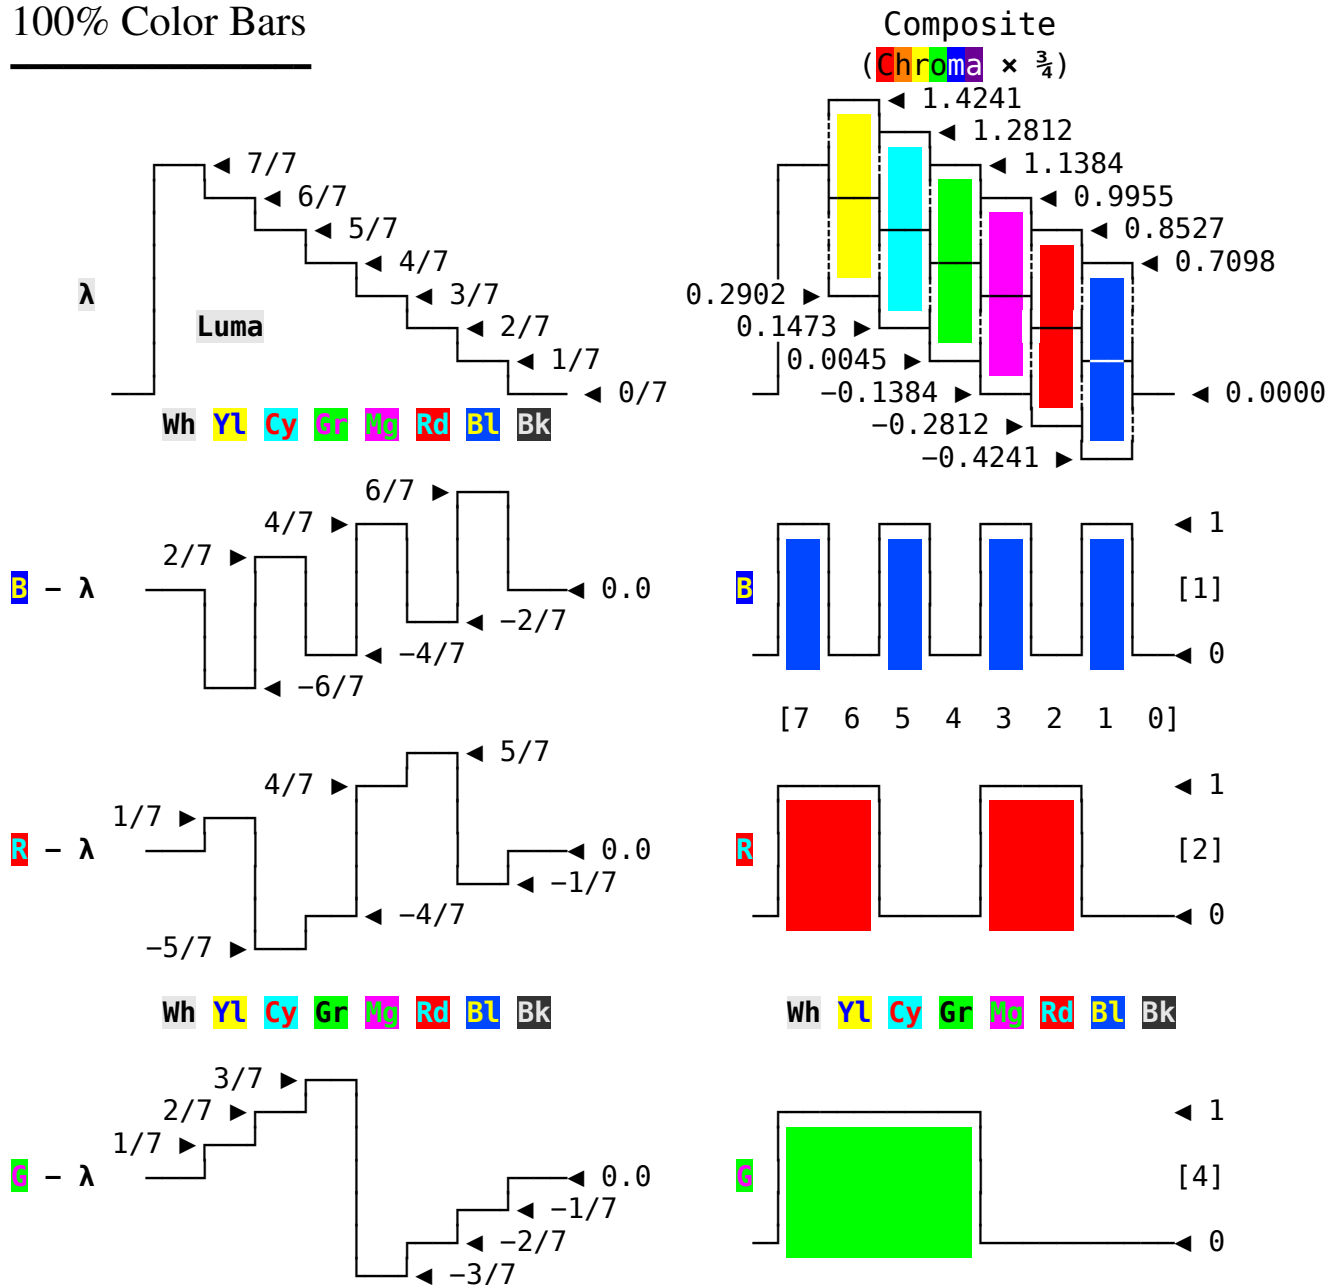 100% Color Bars
Composite
(Chroma × ¾)
◄ 1.4241
◄ 1.2812
◄ 7/7 ◄ 1.1384
◄ 6/7 ◄ 0.9955
◄ 5/7 ◄ 0.8527
◄ 4/7 ◄ 0.7098
λ ◄ 3/7 0.2902 ►
Luma ◄ 2/7 0.1473 ►
◄ 1/7 0.0045 ►
◄ 0/7 −0.1384 ► ◄ 0.0000
Wh Yl Cy Gr Mg Rd Bl Bk −0.2812 ►
−0.4241 ►
6/7 ►
4/7 ► ◄ 1
2/7 ►
B − λ ◄ 0.0 B [1]
◄ −2/7
◄ −4/7 ◄ 0
◄ −6/7
[7 6 5 4 3 2 1 0]
◄ 5/7
4/7 ► ◄ 1
1/7 ►
R − λ ◄ 0.0 R [2]
◄ −1/7
◄ −4/7 ◄ 0
−5/7 ►
Wh Yl Cy Gr Mg Rd Bl Bk Wh Yl Cy Gr Mg Rd Bl Bk
3/7 ►
2/7 ► ◄ 1
1/7 ►
G − λ ◄ 0.0 G [4]
◄ −1/7
◄ −2/7 ◄ 0
◄ −3/7